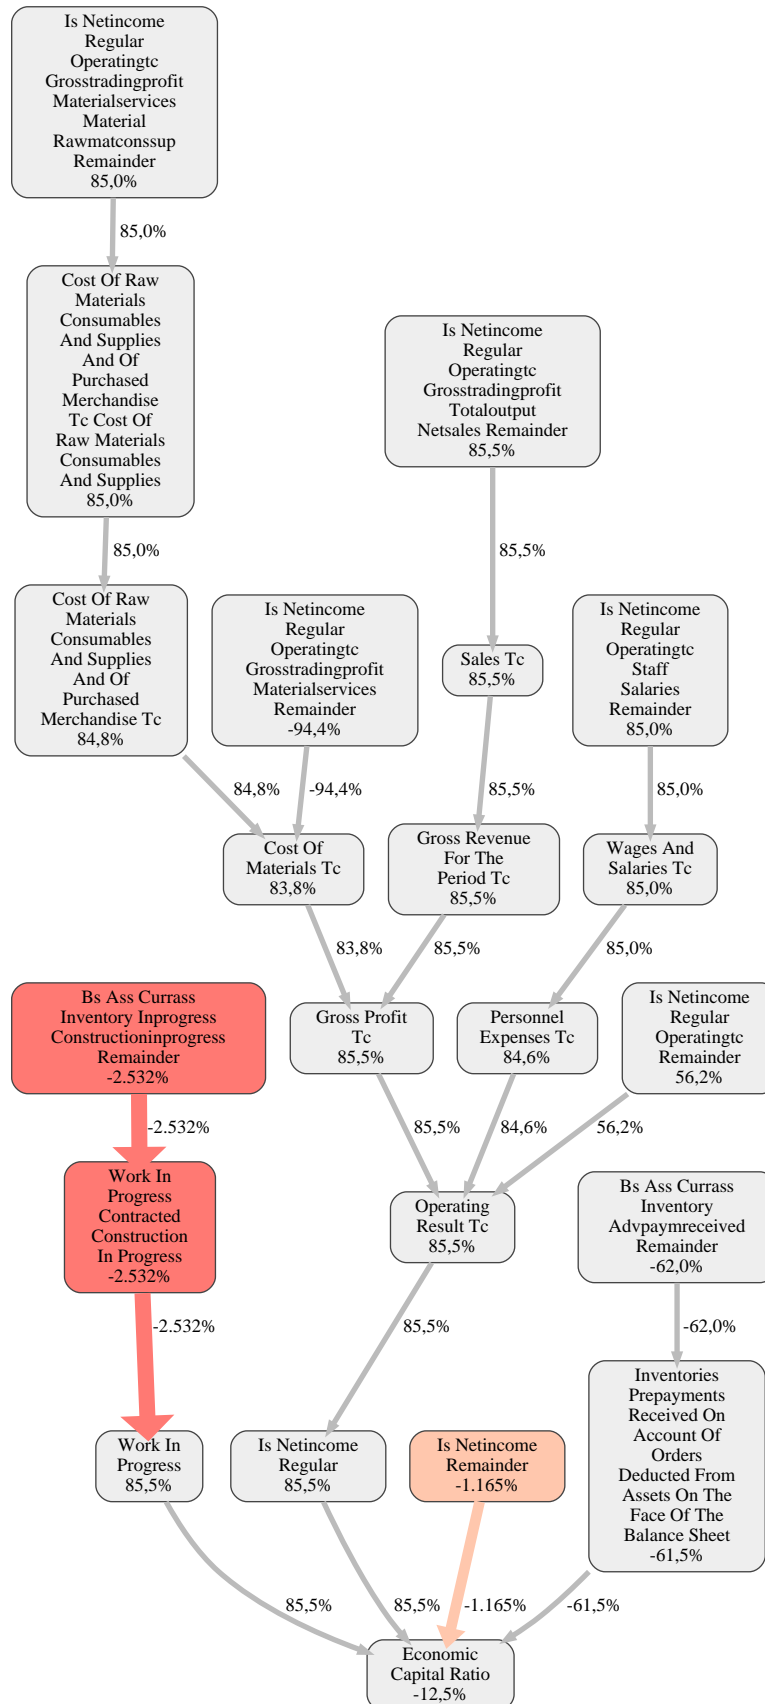 Is Netincome
Regular
Operatingtc
Grosstradingprofit
Materialservices
Material
Rawmatconssup
Remainder
85,0%
85,0%
Cost Of Raw
Materials
Consumables
And Supplies
And Of
Purchased
Merchandise
Tc Cost Of
Raw Materials
Consumables
And Supplies
85,0%
Is Netincome
Regular
Operatingtc
Grosstradingprofit
Totaloutput
Netsales Remainder
85,5%
85,0%
85,5%
Cost Of Raw
Materials
Consumables
And Supplies
And Of
Purchased
Merchandise Tc
84,8%
Is Netincome
Regular
Operatingtc
Grosstradingprofit
Materialservices
Remainder
-94,4%
Sales Tc
85,5%
Is Netincome
Regular
Operatingtc
Staff
Salaries
Remainder
85,0%
84,8%
-94,4%
85,5%
85,0%
Cost Of
Materials Tc
83,8%
Gross Revenue
For The
Period Tc
85,5%
Wages And
Salaries Tc
85,0%
83,8%
85,5%
85,0%
Bs Ass Currass
Inventory Inprogress
Constructioninprogress
Remainder
-2.532%
Gross Profit
Tc
85,5%
Personnel
Expenses Tc
84,6%
Is Netincome
Regular
Operatingtc
Remainder
56,2%
-2.532%
85,5%
84,6%
56,2%
Work In
Progress
Contracted
Construction
In Progress
-2.532%
Operating
Result Tc
85,5%
Bs Ass Currass
Inventory
Advpaymreceived
Remainder
-62,0%
-2.532%
85,5%
-62,0%
Work In
Progress
85,5%
Is Netincome
Regular
85,5%
Is Netincome
Remainder
-1.165%
Inventories
Prepayments
Received On
Account Of
Orders
Deducted From
Assets On The
Face Of The
Balance Sheet
-61,5%
85,5%
85,5%
-1.165%
-61,5%
Economic
Capital Ratio
-12,5%